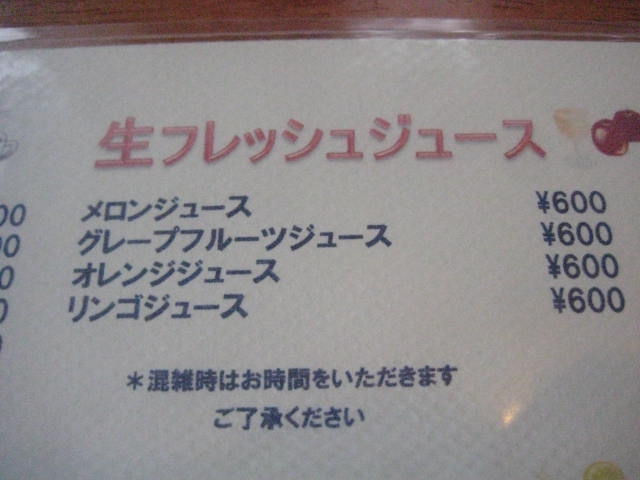 生フレッシュジュース
メロンジュース ¥600
グレープフルーツジュース ¥600
オレンジジュース ¥600
リンゴジュース ¥600
＊混雑時はお時間をいただきます
ご了承ください